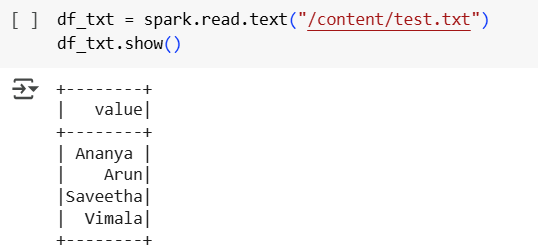 [ ] df_txt = spark.read.text("/content/test.txt")
df_txt.show()
+--------+
|   value|
+--------+
| Ananya |
|    Arun|
|Saveetha|
|  Vimala|
+--------+